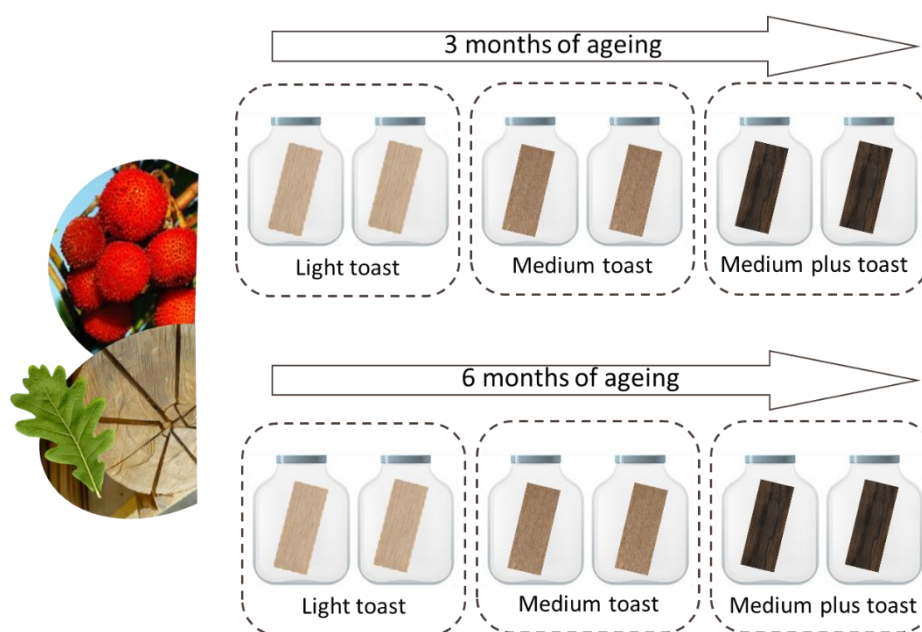 3 months of ageing
Light toast
Medium toast
Medium plus toast
6 months of ageing
Light toast
Medium toast
Medium plus toast